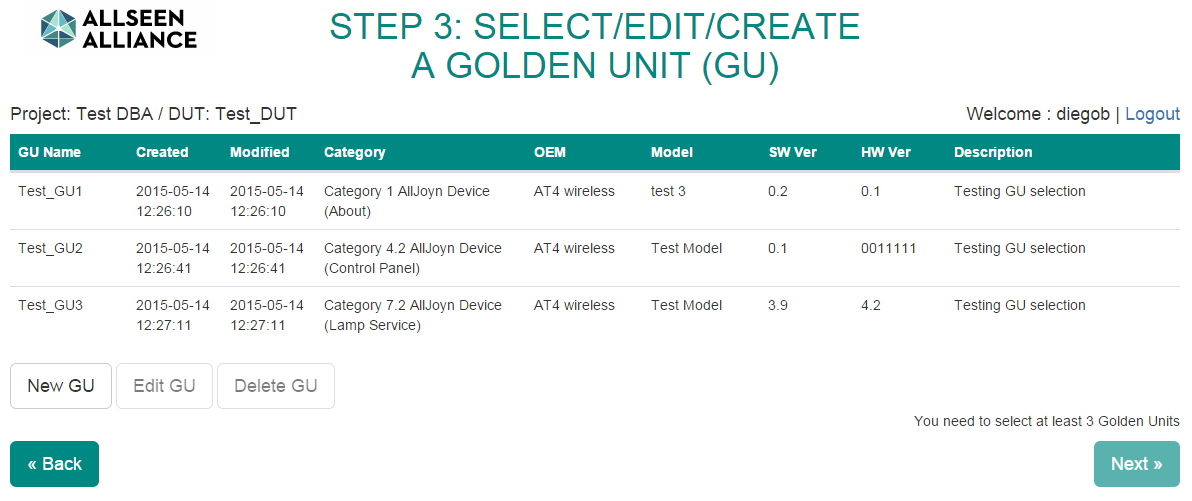 ALLSEEN
ALLIANCE
STEP 3: SELECT/EDIT/CREATE
A GOLDEN UNIT (GU)
Project: Test DBA / DUT: Test_DUT
Welcome : diegob | Logout
GU Name Created Modified Category OEM Model SW Ver HW Ver Description
Test_GU1 2015-05-14 2015-05-14 Category 1 AllJoyn Device AT4 wireless test 3 0.2 0.1 Testing GU selection
12:26:10 12:26:10 (About)
Test_GU2 2015-05-14 2015-05-14 Category 4.2 AllJoyn Device AT4 wireless Test Model 0.1 0011111 Testing GU selection
12:26:41 12:26:41 (Control Panel)
Test_GU3 2015-05-14 2015-05-14 Category 7.2 AllJoyn Device AT4 wireless Test Model 3.9 4.2 Testing GU selection
12:27:11 12:27:11 (Lamp Service)
New GU Edit GU Delete GU
You need to select at least 3 Golden Units
« Back Next »